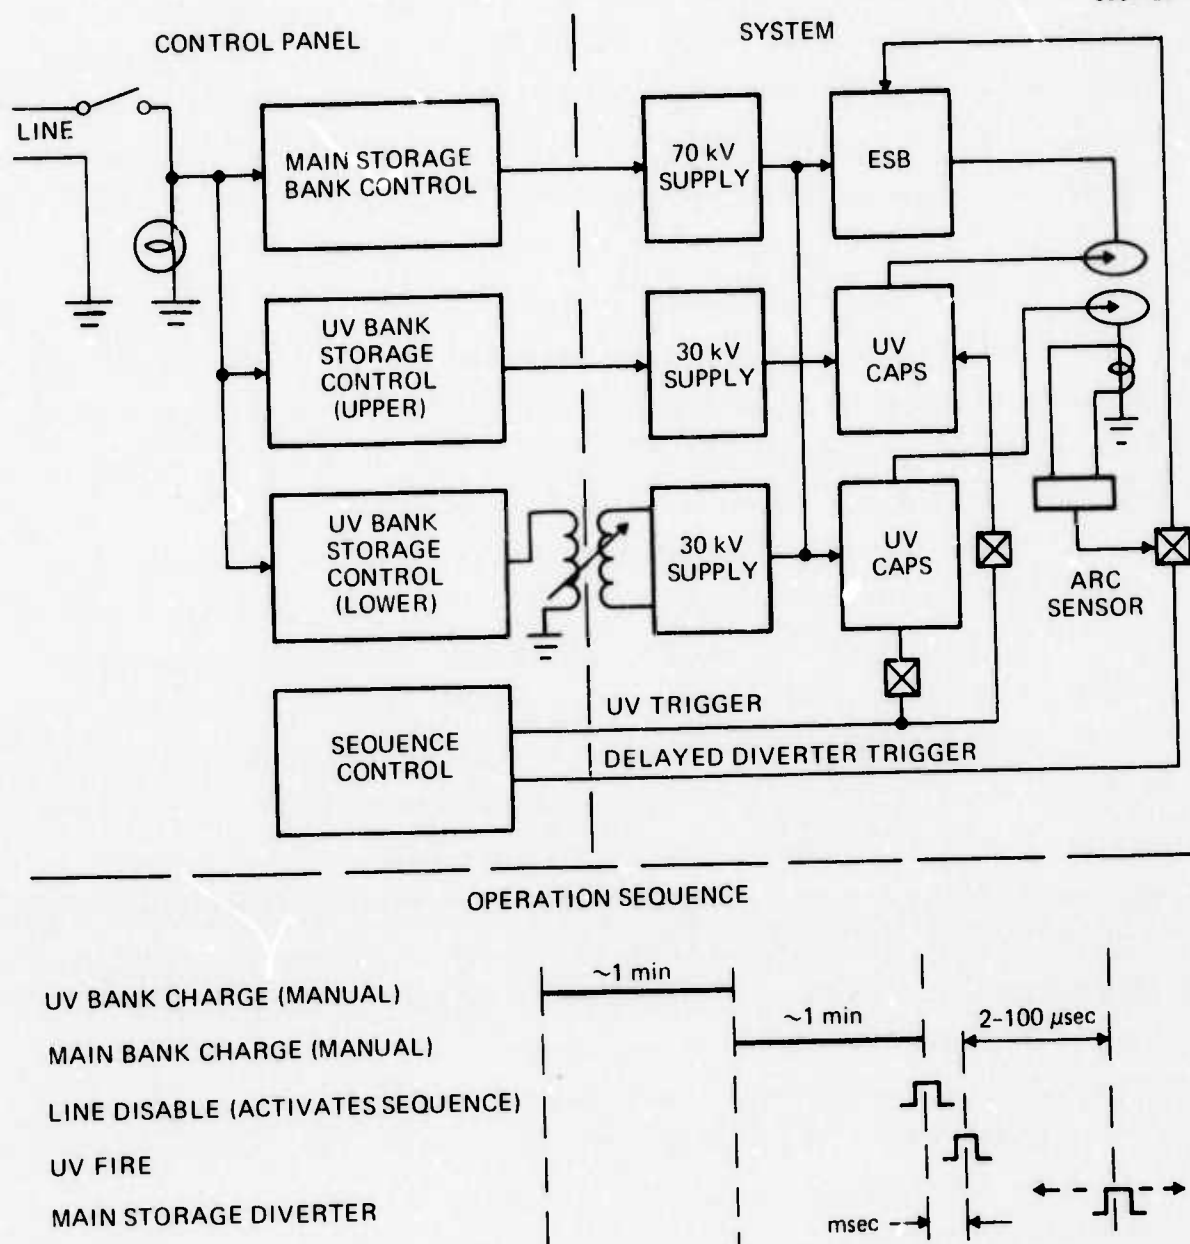 CONTROL PANEL
SYSTEM
LINE
MAIN STORAGE
BANK CONTROL
70 kV
SUPPLY
ESB
UV BANK
STORAGE
CONTROL
(UPPER)
30 kV
SUPPLY
UV
CAPS
UV BANK
STORAGE
CONTROL
(LOWER)
30 kV
SUPPLY
UV
CAPS
ARC
SENSOR
SEQUENCE
CONTROL
UV TRIGGER
DELAYED DIVERTER TRIGGER
OPERATION SEQUENCE
UV BANK CHARGE (MANUAL)
~1 min
MAIN BANK CHARGE (MANUAL)
~1 min
2-100 μsec
LINE DISABLE (ACTIVATES SEQUENCE)
UV FIRE
MAIN STORAGE DIVERTER
msec